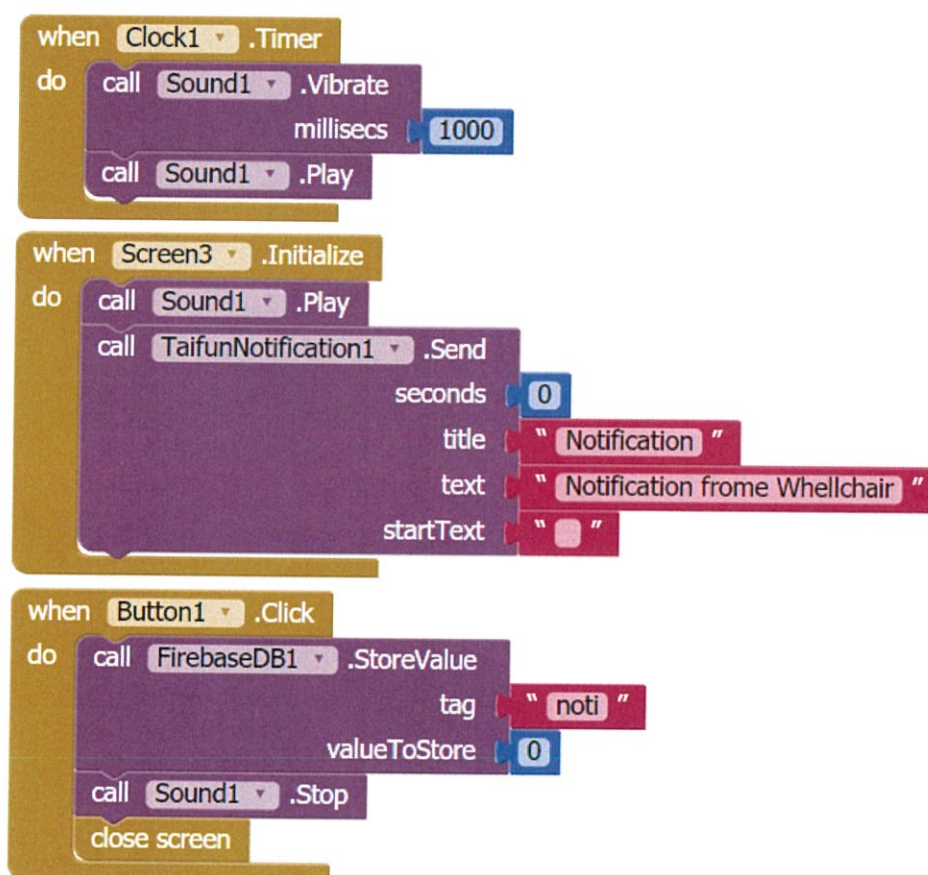 when Clock1 .Timer
do call Sound1 .Vibrate
millisecs 1000
call Sound1 .Play
when Screen3 .Initialize
do call Sound1 .Play
call TaifunNotification1 .Send
seconds 0
title " Notification "
text " Notification frome Whellchair "
startText " "
when Button1 .Click
do call FirebaseDB1 .StoreValue
tag " noti "
valueToStore 0
call Sound1 .Stop
close screen